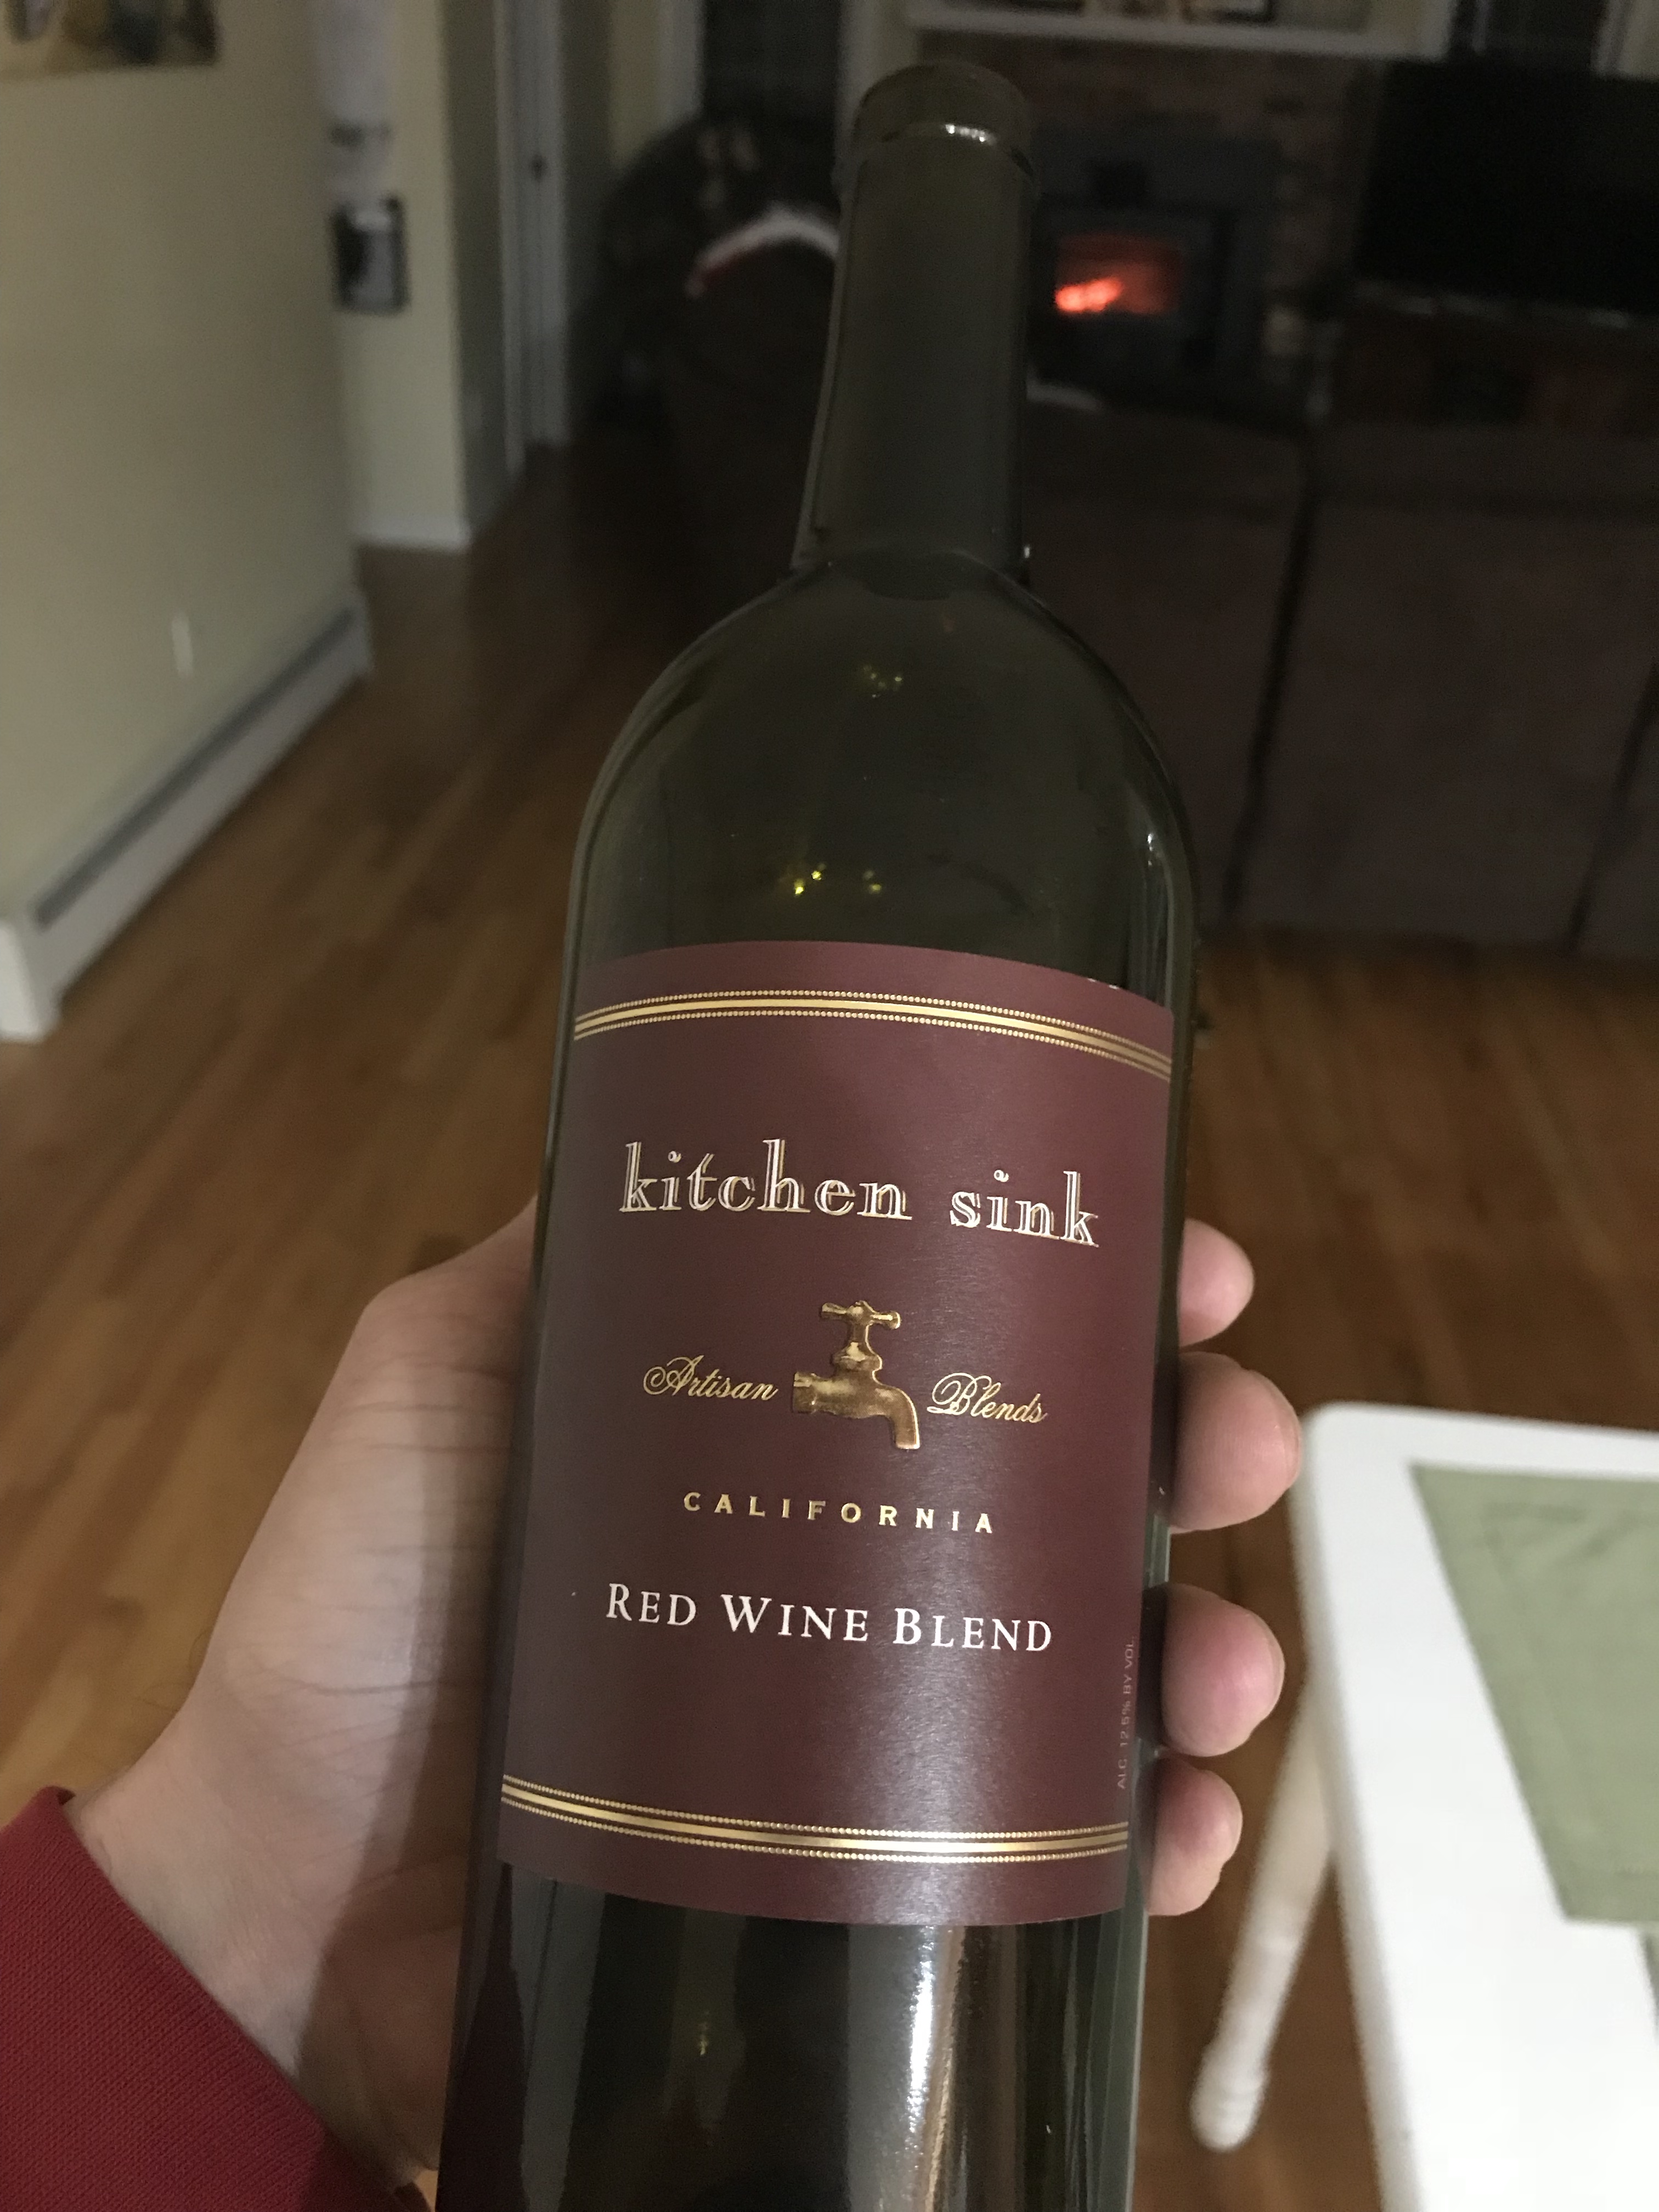 kitchen sink
Artisan Blends
CALIFORNIA
RED WINE BLEND
ALC. 12.5% BY VOL.